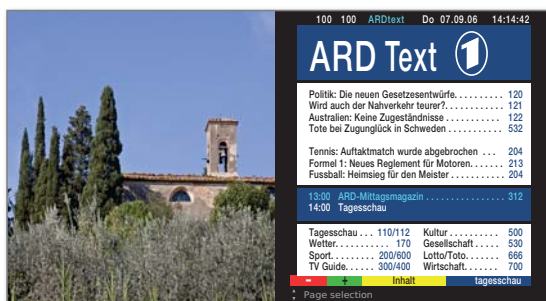 100 100 ARDtext Do 07.09.06 14:14:42
ARD Text 1
Politik: Die neuen Gesetzesentwürfe. . . . . . . . . . 120
Wird auch der Nahverkehr teurer?. . . . . . . . . . . . 121
Australien: Keine Zugeständnisse . . . . . . . . . . . . 122
Tote bei Zugunglück in Schweden . . . . . . . . . . . 532
Tennis: Auftaktmatch wurde abgebrochen . . . 204
Formel 1: Neues Reglement für Motoren. . . . . . . 213
Fussball: Heimsieg für den Meister . . . . . . . . . . . 204
13:00 ARD-Mittagsmagazin . . . . . . . . . . . . . . . . 312
14:00 Tagesschau
Tagesschau . . . 110/112 Kultur . . . . . . . . . . 500
Wetter. . . . . . . . . . 170 Gesellschaft . . . . . 530
Sport. . . . . . . . . 200/600 Lotto/Toto. . . . . . . 666
TV Guide. . . . . . 300/400 Wirtschaft. . . . . . . 700
- + Inhalt tagesschau
Page selection